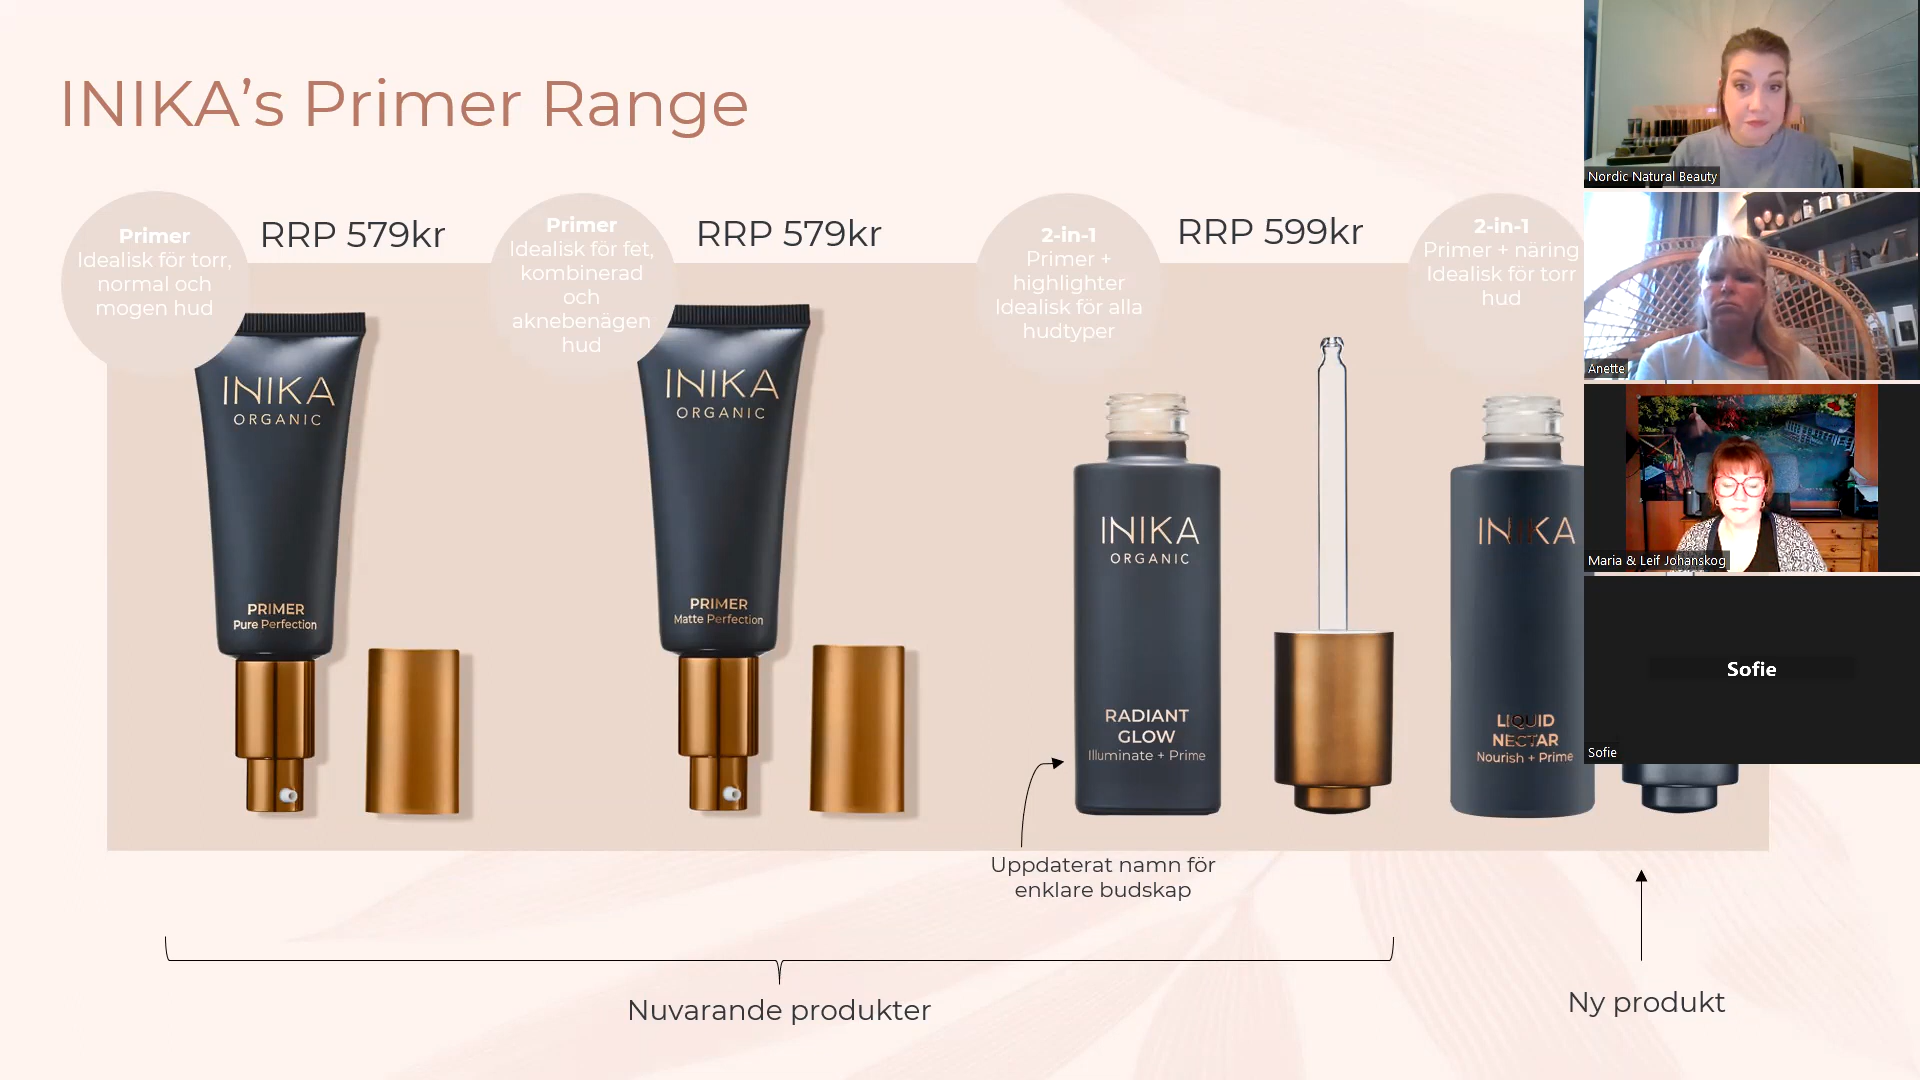 INIKA's Primer Range
Primer
Idealisk för torr,
normal och
mogen hud
RRP 579kr
Primer
Idealisk för fet,
kombinerad
och
aknebenägen
hud
RRP 579kr
2-in-1
Primer +
highlighter
Idealisk för alla
hudtyper
RRP 599kr
2-in-1
Primer + näring
Idealisk för torr
hud
INIKA
ORGANIC
PRIMER
Pure Perfection
INIKA
ORGANIC
PRIMER
Matte Perfection
INIKA
ORGANIC
RADIANT
GLOW
Illuminate + Prime
INIKA
LIQUID
NECTAR
Nourish + Prime
Uppdaterat namn för
enklare budskap
Nuvarande produkter
Ny produkt
Nordic Natural Beauty
Anette
Maria & Leif Johanskog
Sofie
Sofie